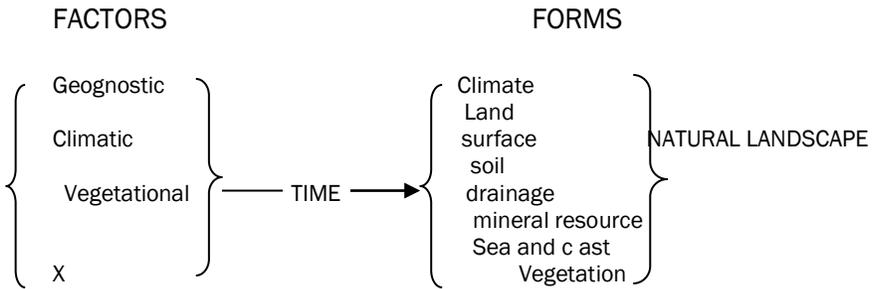 FACTORS
FORMS
Geognostic
Climatic
Vegetational
X
TIME
Climate
Land
surface
soil
drainage
mineral resource
Sea and c ast
Vegetation
NATURAL LANDSCAPE